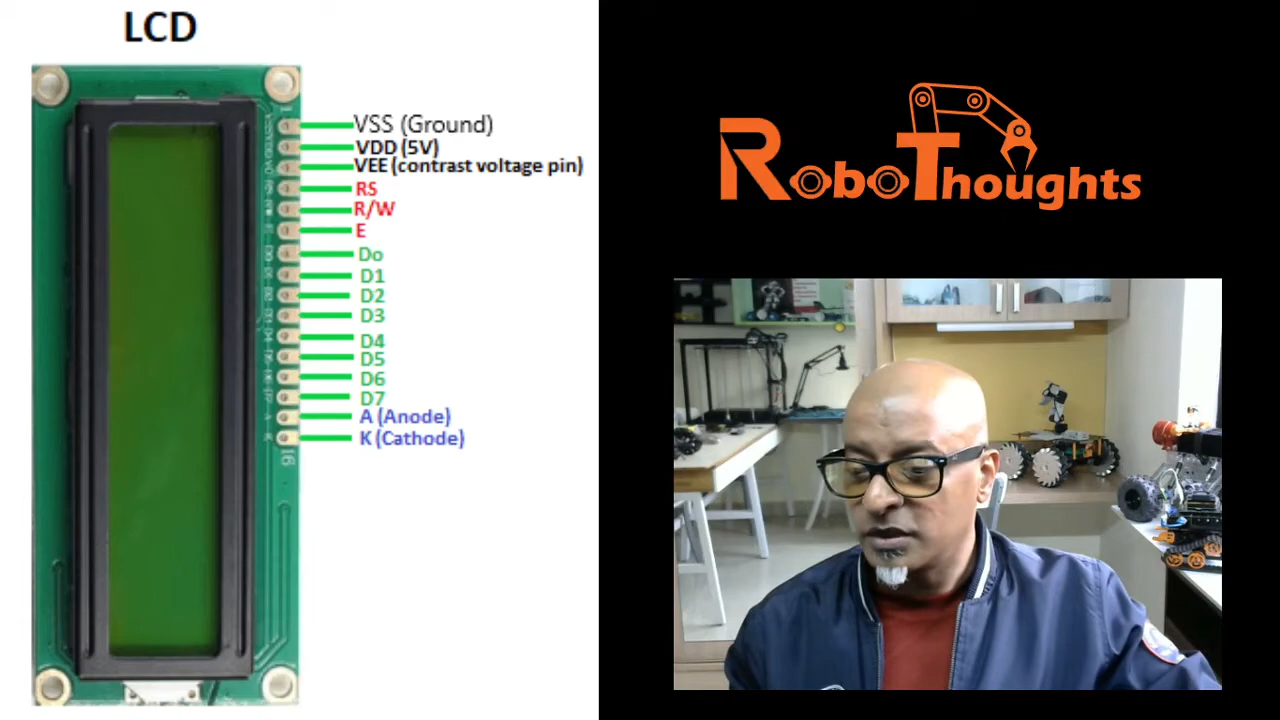 LCD
VSS (Ground)
VDD (5V)
VEE (contrast voltage pin)
RS
R/W
E
Do
D1
D2
D3
D4
D5
D6
D7
A (Anode)
K (Cathode)
16
RoboThoughts